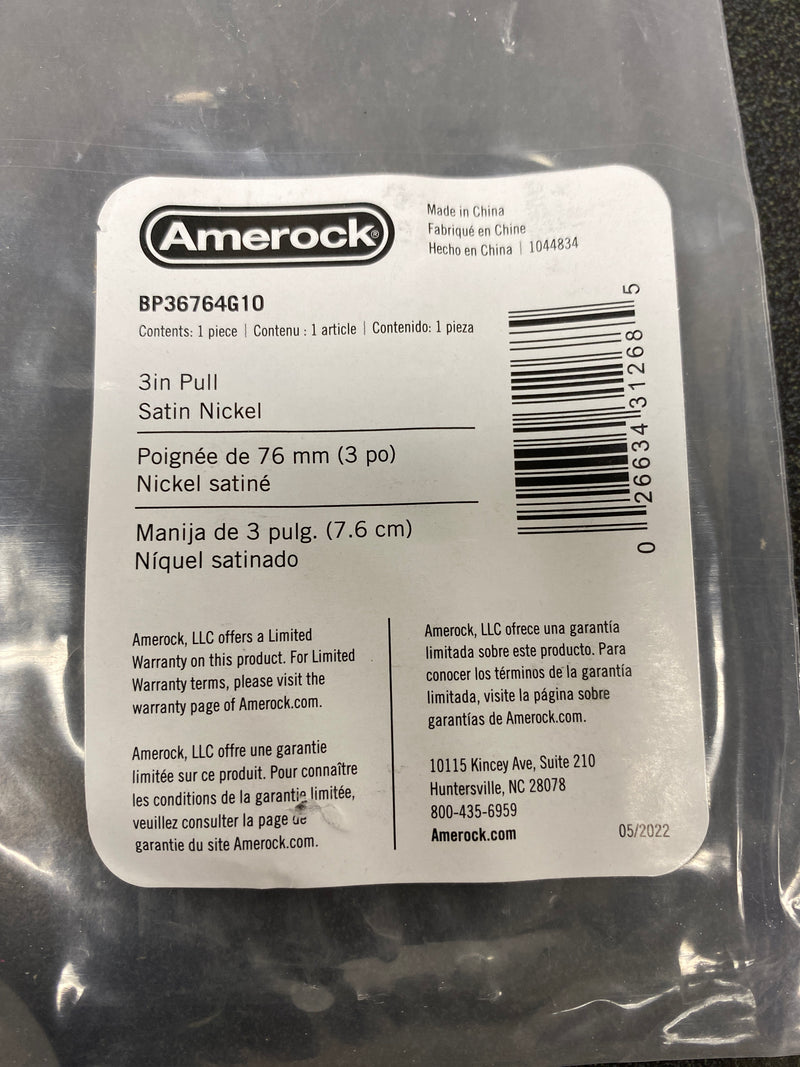 Amerock®
Made in China
Fabriqué en Chine
Hecho en China | 1044834
BP36764G10
Contents: 1 piece | Contenu : 1 article | Contenido: 1 pieza
3in Pull
Satin Nickel
Poignée de 76 mm (3 po)
Nickel satiné
Manija de 3 pulg. (7.6 cm)
Níquel satinado
0 26634 31268 5
Amerock, LLC offers a Limited
Warranty on this product. For Limited
Warranty terms, please visit the
warranty page of Amerock.com.
Amerock, LLC offre une garantie
limitée sur ce produit. Pour connaître
les conditions de la garantie limitée,
veuillez consulter la page de
garantie du site Amerock.com.
Amerock, LLC ofrece una garantía
limitada sobre este producto. Para
conocer los términos de la garantía
limitada, visite la página sobre
garantías de Amerock.com.
10115 Kincey Ave, Suite 210
Huntersville, NC 28078
800-435-6959
Amerock.com
05/2022